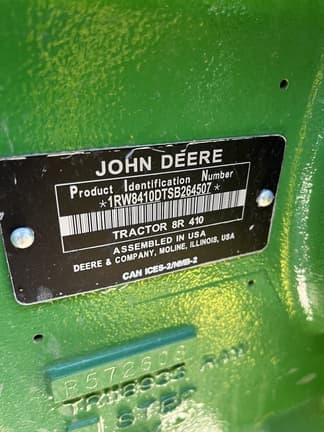 JOHN DEERE
Product Identification Number
*1RW8410DTSB264507*
TRACTOR 8R 410
ASSEMBLED IN USA
DEERE & COMPANY, MOLINE, ILLINOIS, USA
CAN ICES-2/NMB-2